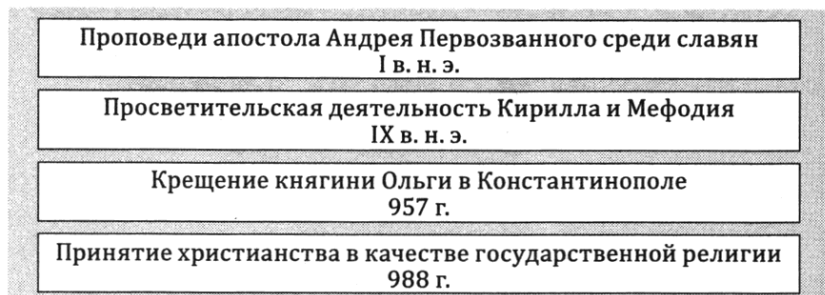 Проповеди апостола Андрея Первозванного среди славян
I в. н. э.
Просветительская деятельность Кирилла и Мефодия
IX в. н. э.
Крещение княгини Ольги в Константинополе
957 г.
Принятие христианства в качестве государственной религии
988 г.